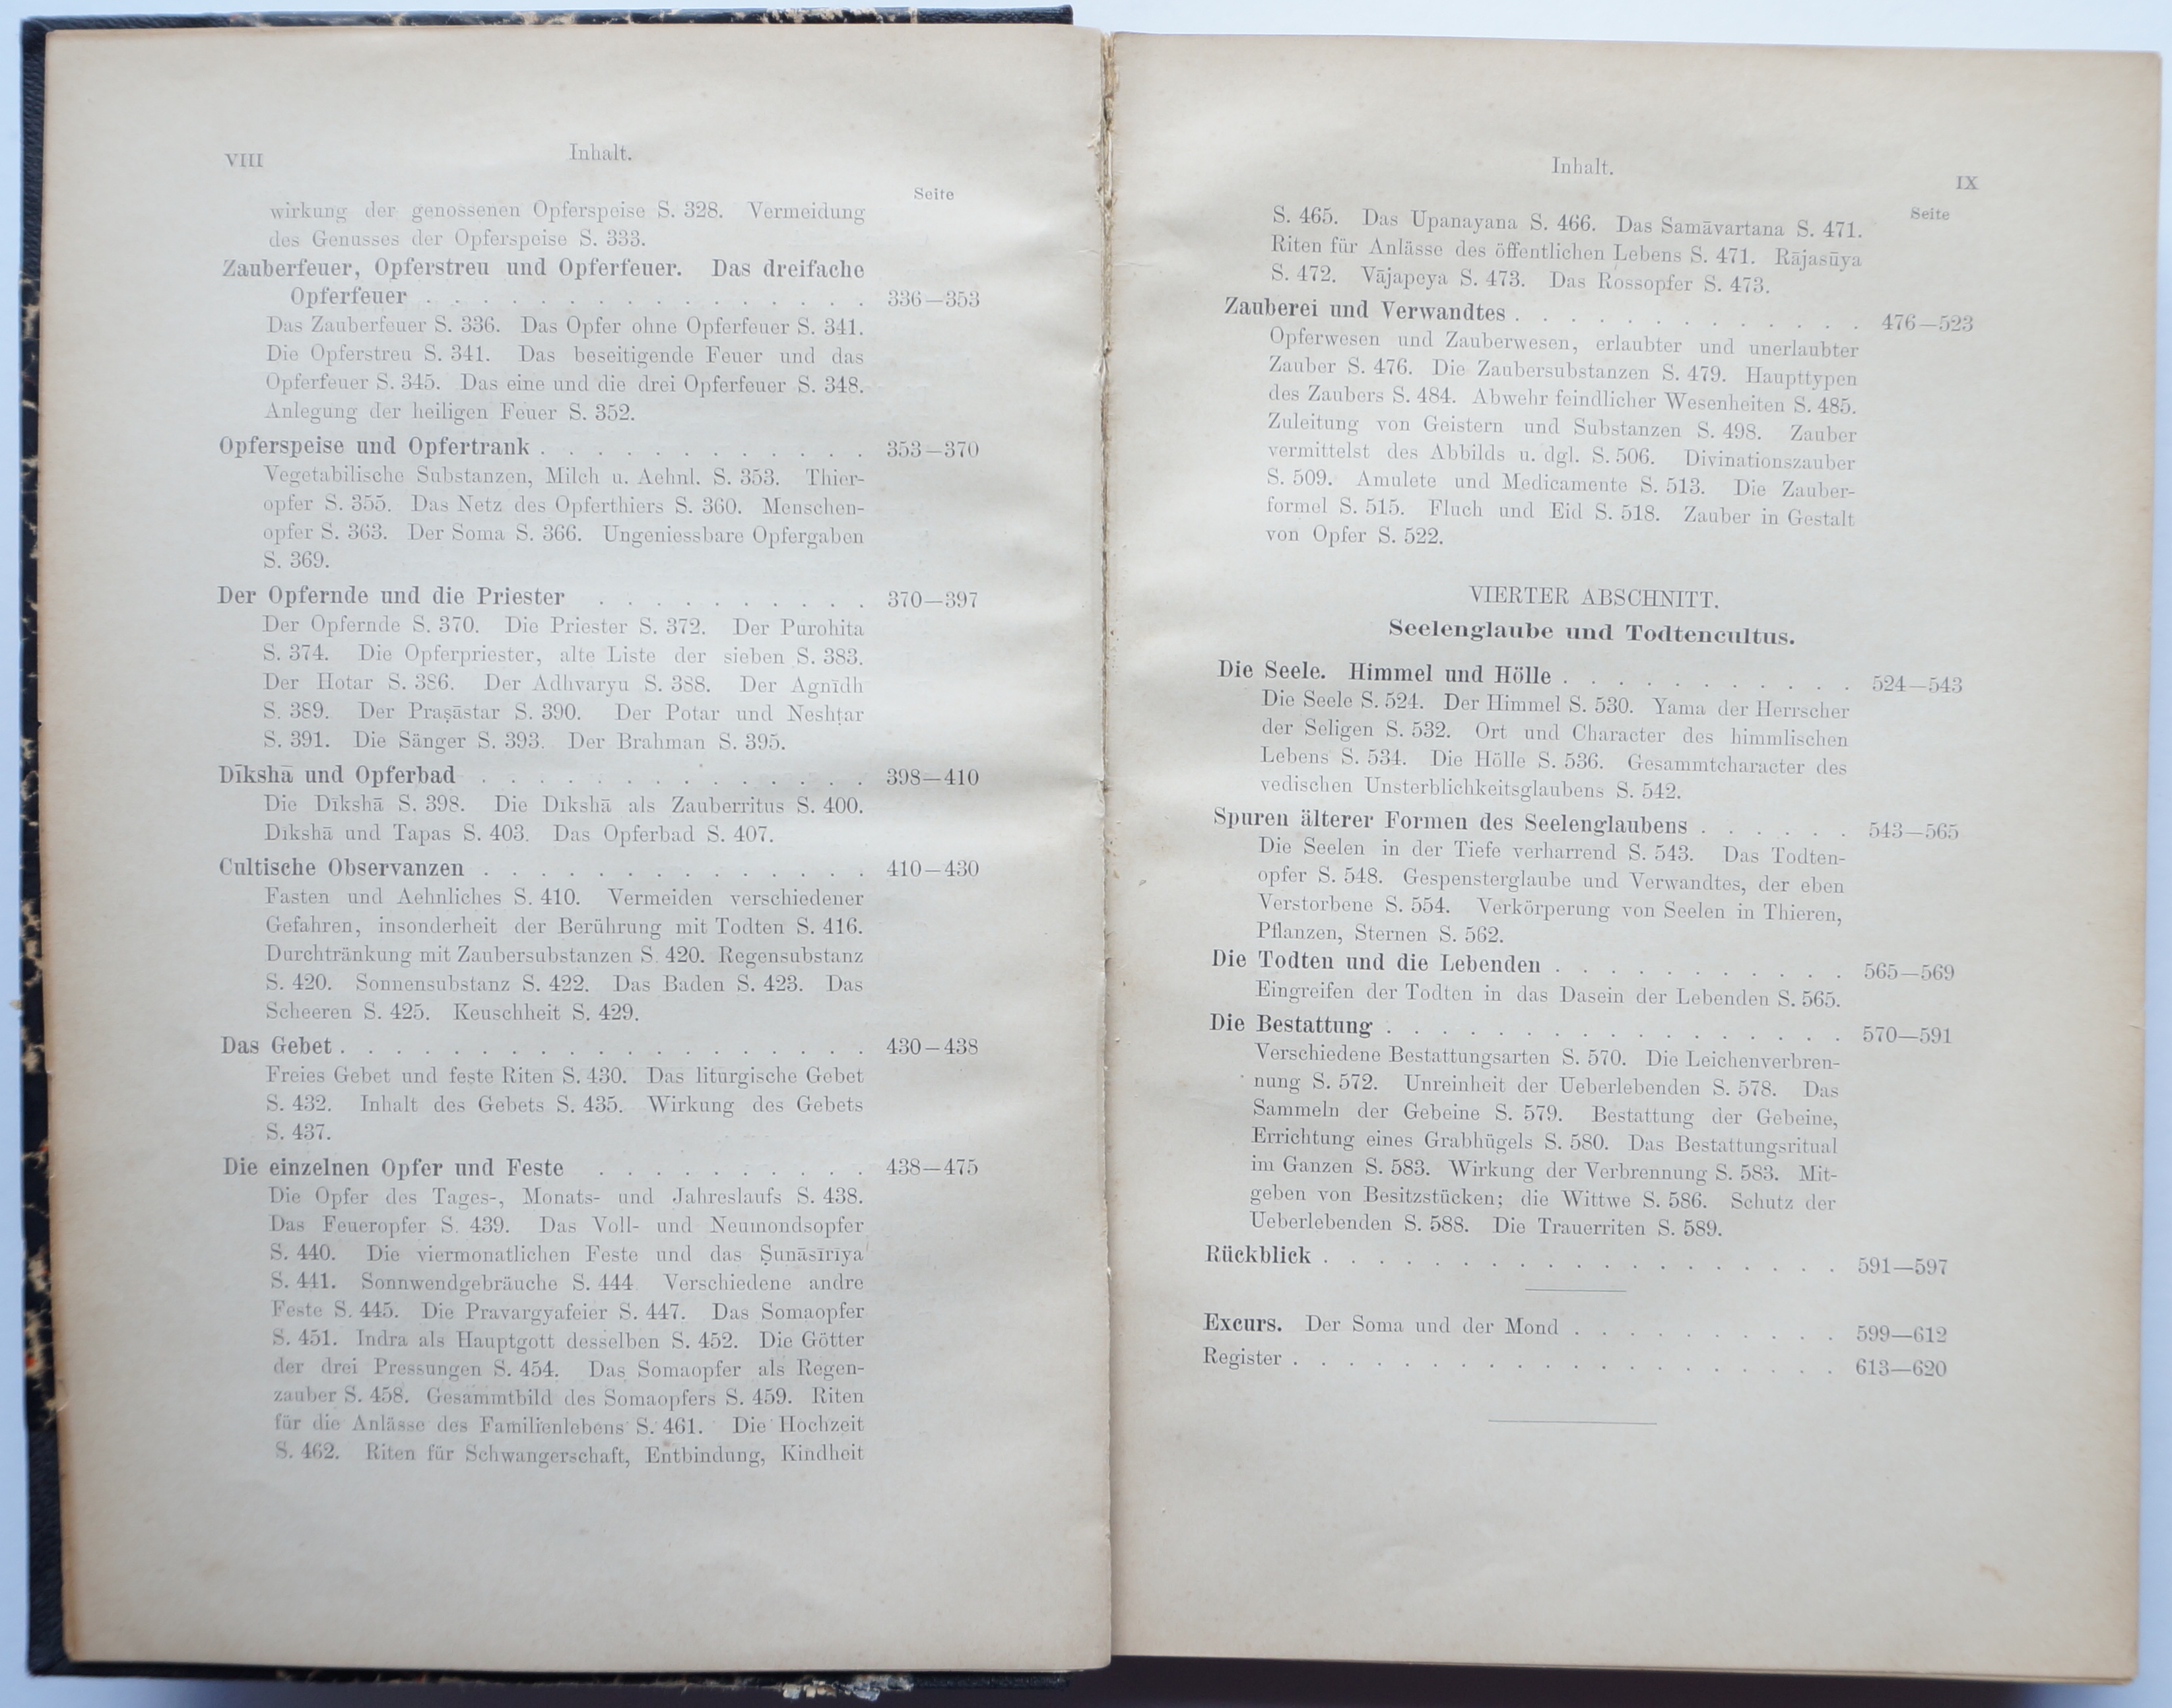 VIII
Inhalt.
Seite
wirkung der genossenen Opferspeise S. 328. Vermeidung
des Genusses der Opferspeise S. 333.
Zauberfeuer, Opferstreu und Opferfeuer. Das dreifache
Opferfeuer . . . . . . . . . . . . . . . . 336—353
Das Zauberfeuer S. 336. Das Opfer ohne Opferfeuer S. 341.
Die Opferstreu S. 341. Das beseitigende Feuer und das
Opferfeuer S. 345. Das eine und die drei Opferfeuer S. 348.
Anlegung der heiligen Feuer S. 352.
Opferspeise und Opfertrank . . . . . . . . . . . . 353—370
Vegetabilische Substanzen, Milch u. Aehnl. S. 353. Thier-
opfer S. 355. Das Netz des Opferthiers S. 360. Menschen-
opfer S. 363. Der Soma S. 366. Ungeniessbare Opfergaben
S. 369.
Der Opfernde und die Priester . . . . . . . . . . 370—397
Der Opfernde S. 370. Die Priester S. 372. Der Purohita
S. 374. Die Opferpriester, alte Liste der sieben S. 383.
Der Hotar S. 386. Der Adhvaryu S. 388. Der Agnīdh
S. 389. Der Praşāstar S. 390. Der Potar und Neshṭar
S. 391. Die Sänger S. 393. Der Brahman S. 395.
Dīkshā und Opferbad . . . . . . . . . . . . . . 398—410
Die Dīkshā S. 398. Die Dīkshā als Zauberritus S. 400.
Dīkshā und Tapas S. 403. Das Opferbad S. 407.
Cultische Observanzen . . . . . . . . . . . . . . 410—430
Fasten und Aehnliches S. 410. Vermeiden verschiedener
Gefahren, insonderheit der Berührung mit Todten S. 416.
Durchtränkung mit Zaubersubstanzen S. 420. Regensubstanz
S. 420. Sonnensubstanz S. 422. Das Baden S. 423. Das
Scheeren S. 425. Keuschheit S. 429.
Das Gebet . . . . . . . . . . . . . . . . . . . 430—438
Freies Gebet und feste Riten S. 430. Das liturgische Gebet
S. 432. Inhalt des Gebets S. 435. Wirkung des Gebets
S. 437.
Die einzelnen Opfer und Feste . . . . . . . . . . 438—475
Die Opfer des Tages-, Monats- und Jahreslaufs S. 438.
Das Feueropfer S. 439. Das Voll- und Neumondsopfer
S. 440. Die viermonatlichen Feste und das Şunāsīrīya
S. 441. Sonnwendgebräuche S. 444. Verschiedene andre
Feste S. 445. Die Pravargyafeier S. 447. Das Somaopfer
S. 451. Indra als Hauptgott desselben S. 452. Die Götter
der drei Pressungen S. 454. Das Somaopfer als Regen-
zauber S. 458. Gesammtbild des Somaopfers S. 459. Riten
für die Anlässe des Familienlebens S. 461. Die Hochzeit
S. 462. Riten für Schwangerschaft, Entbindung, Kindheit
Inhalt.
IX
Seite
S. 465. Das Upanayana S. 466. Das Samāvartana S. 471.
Riten für Anlässe des öffentlichen Lebens S. 471. Rājasūya
S. 472. Vājapeya S. 473. Das Rossopfer S. 473.
Zauberei und Verwandtes . . . . . . . . . . . . . 476—523
Opferwesen und Zauberwesen, erlaubter und unerlaubter
Zauber S. 476. Die Zaubersubstanzen S. 479. Haupttypen
des Zaubers S. 484. Abwehr feindlicher Wesenheiten S. 485.
Zuleitung von Geistern und Substanzen S. 498. Zauber
vermittelst des Abbilds u. dgl. S. 506. Divinationszauber
S. 509. Amulete und Medicamente S. 513. Die Zauber-
formel S. 515. Fluch und Eid S. 518. Zauber in Gestalt
von Opfer S. 522.
VIERTER ABSCHNITT.
Seelenglaube und Todtencultus.
Die Seele. Himmel und Hölle . . . . . . . . . . . 524—543
Die Seele S. 524. Der Himmel S. 530. Yama der Herrscher
der Seligen S. 532. Ort und Character des himmlischen
Lebens S. 534. Die Hölle S. 536. Gesammtcharacter des
vedischen Unsterblichkeitsglaubens S. 542.
Spuren älterer Formen des Seelenglaubens . . . . . . 543—565
Die Seelen in der Tiefe verharrend S. 543. Das Todten-
opfer S. 548. Gespensterglaube und Verwandtes, der eben
Verstorbene S. 554. Verkörperung von Seelen in Thieren,
Pflanzen, Sternen S. 562.
Die Todten und die Lebenden . . . . . . . . . . . 565—569
Eingreifen der Todten in das Dasein der Lebenden S. 565.
Die Bestattung . . . . . . . . . . . . . . . . . 570—591
Verschiedene Bestattungsarten S. 570. Die Leichenverbren-
nung S. 572. Unreinheit der Ueberlebenden S. 578. Das
Sammeln der Gebeine S. 579. Bestattung der Gebeine,
Errichtung eines Grabhügels S. 580. Das Bestattungsritual
im Ganzen S. 583. Wirkung der Verbrennung S. 583. Mit-
geben von Besitzstücken; die Wittwe S. 586. Schutz der
Ueberlebenden S. 588. Die Trauerriten S. 589.
Rückblick . . . . . . . . . . . . . . . . . . . 591—597
Excurs. Der Soma und der Mond . . . . . . . . . . 599—612
Register . . . . . . . . . . . . . . . . . . . . 613—620